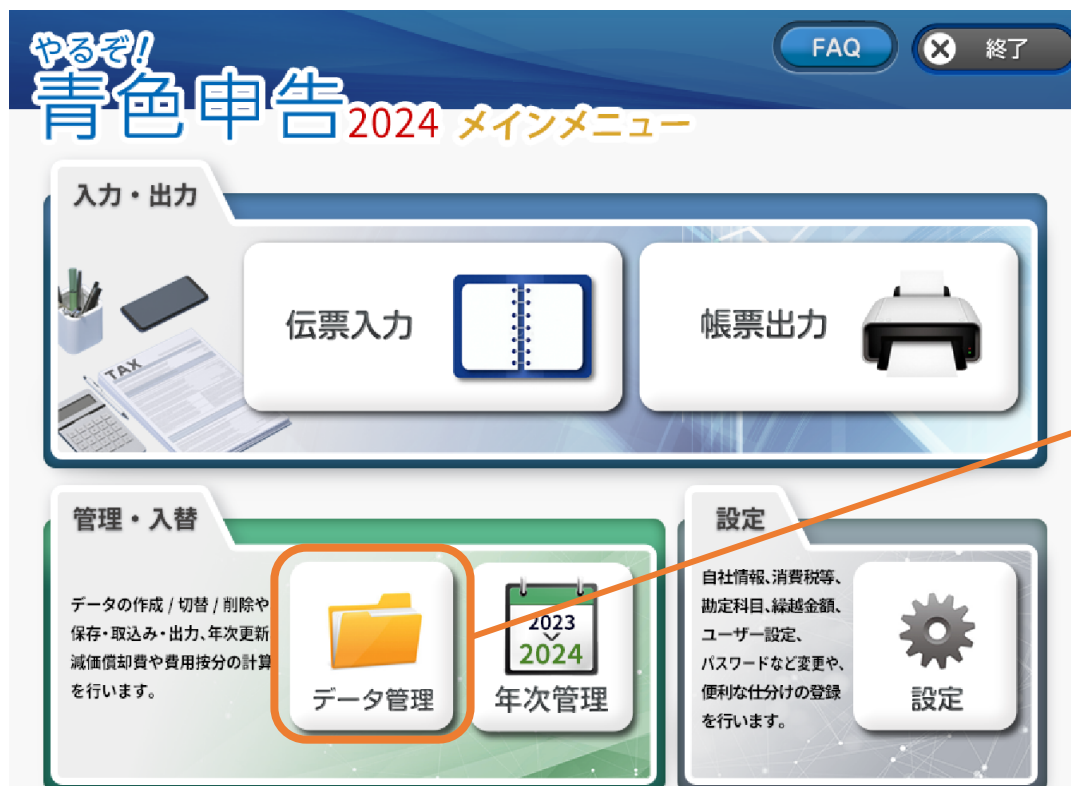 やるぞ!
青色申告2024 メインメニュー
FAQ
終了
入力・出力
TAX
伝票入力
帳票出力
管理・入替
データの作成 / 切替 / 削除や
保存・取込み・出力、年次更新
減価償却費や費用按分の計算
を行います。
データ管理
2023
2024
年次管理
設定
自社情報、消費税等、
勘定科目、繰越金額、
ユーザー設定、
パスワードなど変更や、
便利な仕分けの登録
を行います。
設定